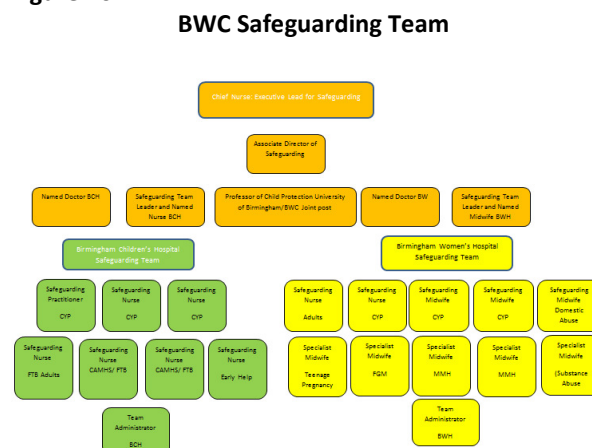 BWC Safeguarding Team
Chief Nurse: Executive Lead for Safeguarding
Associate Director of
Safeguarding
Named Doctor BCH
Safeguarding Team
Leader and Named
Nurse BCH
Professor of Child Protection University
of Birmingham/BWC Joint post
Named Doctor BW
Safeguarding Team
Leader and Named
Midwife BWH
Birmingham Children's Hospital
Safeguarding Team
Birmingham Women's Hospital
Safeguarding Team
Safeguarding
Practitioner
CYP
Safeguarding
Nurse
CYP
Safeguarding
Nurse
CYP
Safeguarding
Nurse
Adults
Safeguarding
Nurse
CYP
Safeguarding
Midwife
CYP
Safeguarding
Midwife
CYP
Safeguarding
Midwife
Domestic
Abuse
Safeguarding
Nurse
FTB Adults
Safeguarding
Nurse
CAMHS/ FTB
Safeguarding
Nurse
CAMHS/ FTB
Safeguarding
Nurse
Early Help
Specialist
Midwife
Teenage
Pregnancy
Specialist
Midwife
FGM
Specialist
Midwife
MMH
Specialist
Midwife
MMH
Specialist
Midwife
(Substance
Abuse
Team
Administrator
BCH
Team
Administrator
BWH